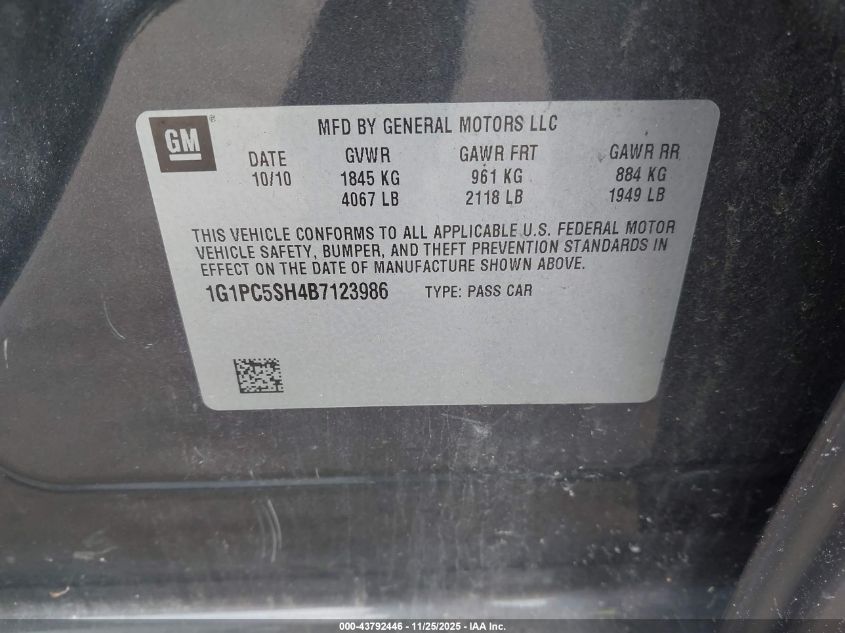 GM
®
MFD BY GENERAL MOTORS LLC
DATE GVWR GAWR FRT GAWR RR
10/10 1845 KG 961 KG 884 KG
4067 LB 2118 LB 1949 LB
THIS VEHICLE CONFORMS TO ALL APPLICABLE U.S. FEDERAL MOTOR
VEHICLE SAFETY, BUMPER, AND THEFT PREVENTION STANDARDS IN
EFFECT ON THE DATE OF MANUFACTURE SHOWN ABOVE.
1G1PC5SH4B7123986 TYPE: PASS CAR
000-43792446 - 11/25/2025 - IAA Inc.